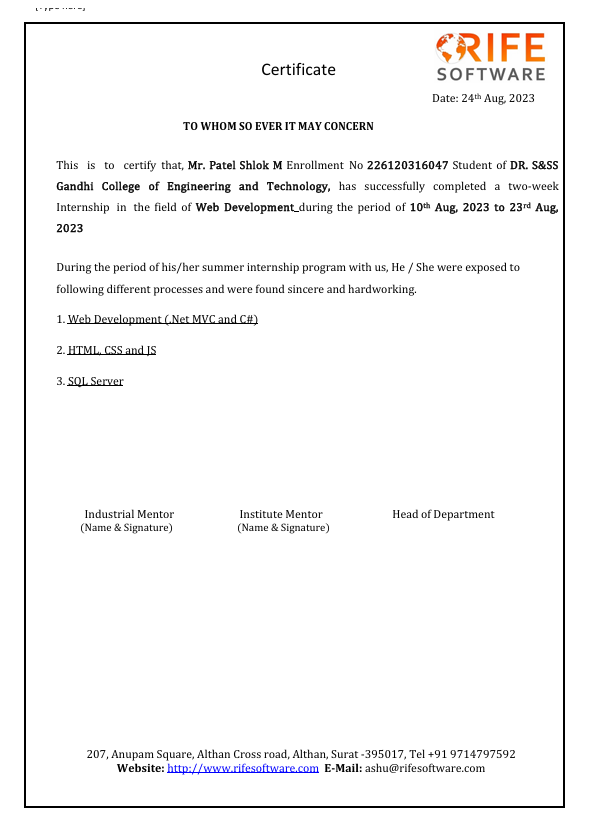 [Type here]
ORIFE
SOFTWARE
Certificate
Date: 24th Aug, 2023
TO WHOM SO EVER IT MAY CONCERN
This is to certify that, Mr. Patel Shlok M Enrollment No 226120316047 Student of DR. S&SS
Gandhi College of Engineering and Technology, has successfully completed a two-week
Internship in the field of Web Development during the period of 10th Aug, 2023 to 23rd Aug,
2023
During the period of his/her summer internship program with us, He / She were exposed to
following different processes and were found sincere and hardworking.
1. Web Development (.Net MVC and C#)
2. HTML, CSS and JS
3. SQL Server
Industrial Mentor Institute Mentor Head of Department
(Name & Signature) (Name & Signature)
207, Anupam Square, Althan Cross road, Althan, Surat -395017, Tel +91 9714797592
Website: http://www.rifesoftware.com E-Mail: ashu@rifesoftware.com